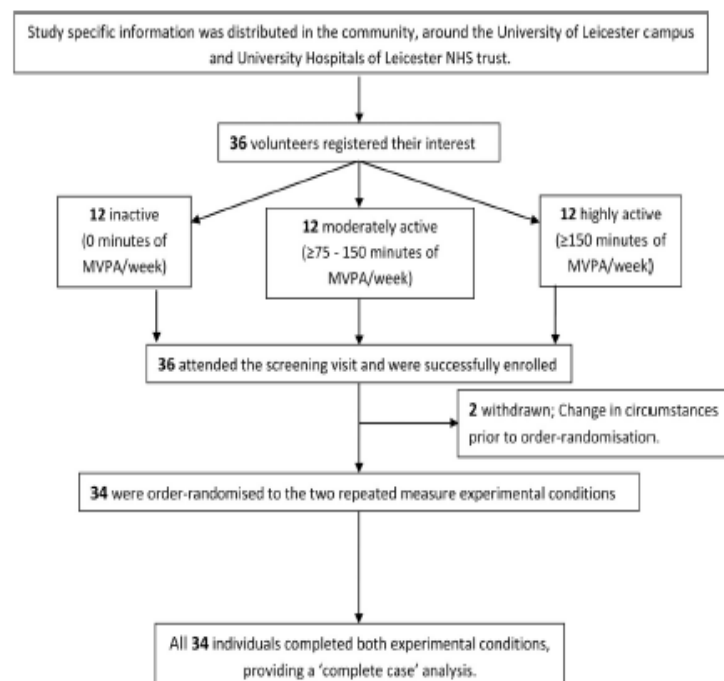 Study specific information was distributed in the community, around the University of Leicester campus
and University Hospitals of Leicester NHS trust.
36 volunteers registered their interest
12 inactive
(0 minutes of
MVPA/week)
12 moderately active
(≥75 - 150 minutes of
MVPA/week)
12 highly active
(≥150 minutes of
MVPA/week)
36 attended the screening visit and were successfully enrolled
2 withdrawn; Change in circumstances
prior to order-randomisation.
34 were order-randomised to the two repeated measure experimental conditions
All 34 individuals completed both experimental conditions,
providing a ‘complete case’ analysis.